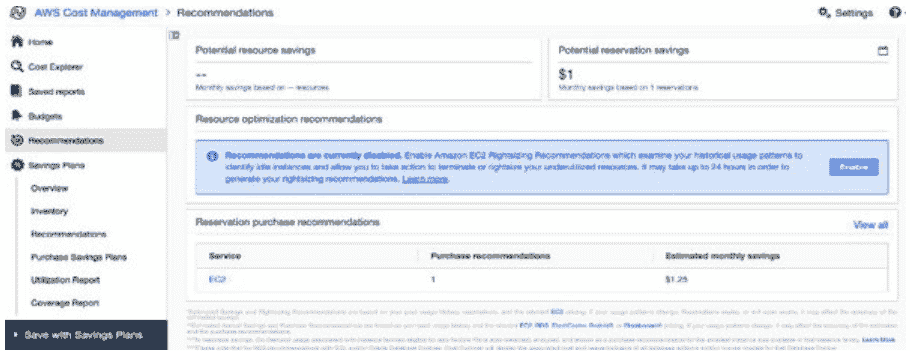 AWS Cost Management > Recommendations
Settings
Home
Cost Explorer
Saved reports
Budgets
Recommendations
Savings Plans
Overview
Inventory
Recommendations
Purchase Savings Plans
Utilization Report
Coverage Report
Save with Savings Plans
Potential resource savings
--
Monthly savings based on -- resources
Potential reservation savings
$1
Monthly savings based on 1 reservations
Resource optimization recommendations
Recommendations are currently disabled. Enable Amazon EC2 Rightsizing Recommendations which examine your historical usage patterns to
identify idle instances and allow you to take action to terminate or rightsize your underutilized resources. It may take up to 24 hours in order to
generate your rightsizing recommendations. Learn more.
Enable
Reservation purchase recommendations
View all
Service Purchase recommendations Estimated monthly savings
EC2 1 $1.25